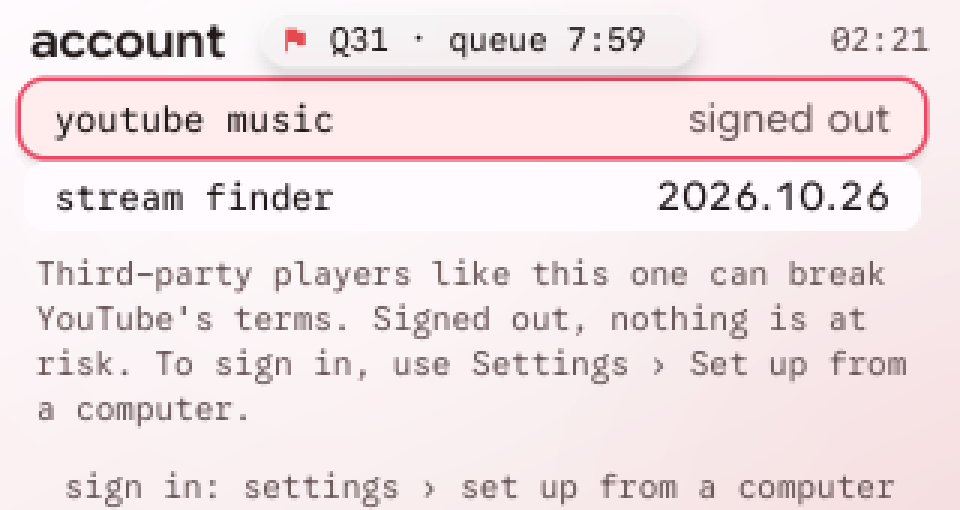 account
Q31 · queue 7:59
02:21
youtube music signed out
stream finder 2026.10.26
Third-party players like this one can break
YouTube's terms. Signed out, nothing is at
risk. To sign in, use Settings › Set up from
a computer.
sign in: settings › set up from a computer